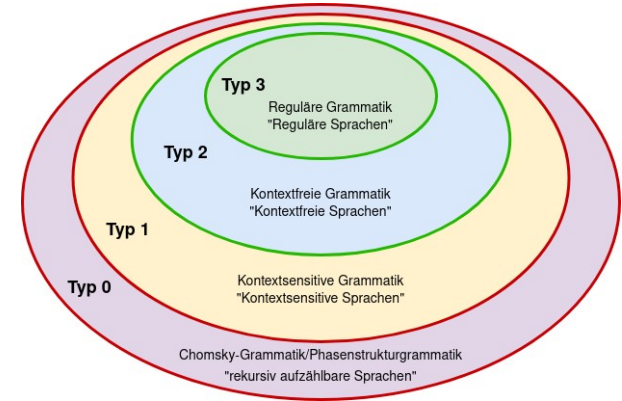 Typ 3
Reguläre Grammatik
"Reguläre Sprachen"
Typ 2
Kontextfreie Grammatik
"Kontextfreie Sprachen"
Typ 1
Kontextsensitive Grammatik
"Kontextsensitive Sprachen"
Typ 0
Chomsky-Grammatik/Phasenstrukturgrammatik
"rekursiv aufzählbare Sprachen"